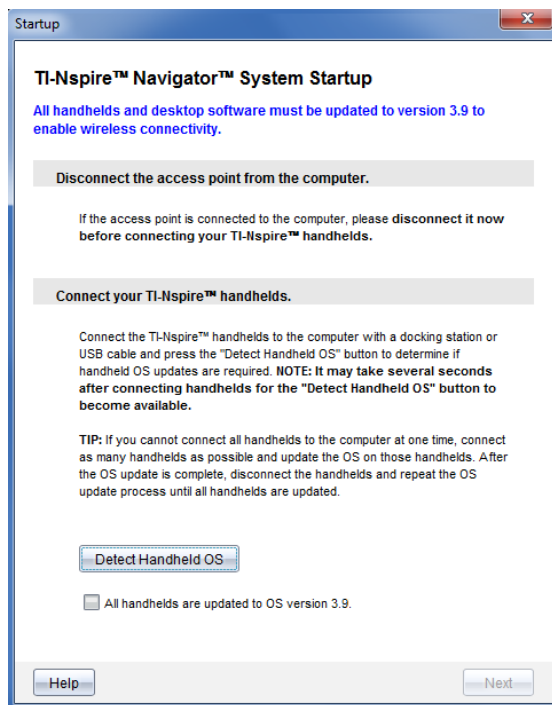 Startup
TI-Nspire™ Navigator™ System Startup
All handhelds and desktop software must be updated to version 3.9 to
enable wireless connectivity.
Disconnect the access point from the computer.
If the access point is connected to the computer, please disconnect it now
before connecting your TI-Nspire™ handhelds.
Connect your TI-Nspire™ handhelds.
Connect the TI-Nspire™ handhelds to the computer with a docking station or
USB cable and press the "Detect Handheld OS" button to determine if
handheld OS updates are required. NOTE: It may take several seconds
after connecting handhelds for the "Detect Handheld OS" button to
become available.
TIP: If you cannot connect all handhelds to the computer at one time, connect
as many handhelds as possible and update the OS on those handhelds. After
the OS update is complete, disconnect the handhelds and repeat the OS
update process until all handhelds are updated.
Detect Handheld OS
All handhelds are updated to OS version 3.9.
Help Next